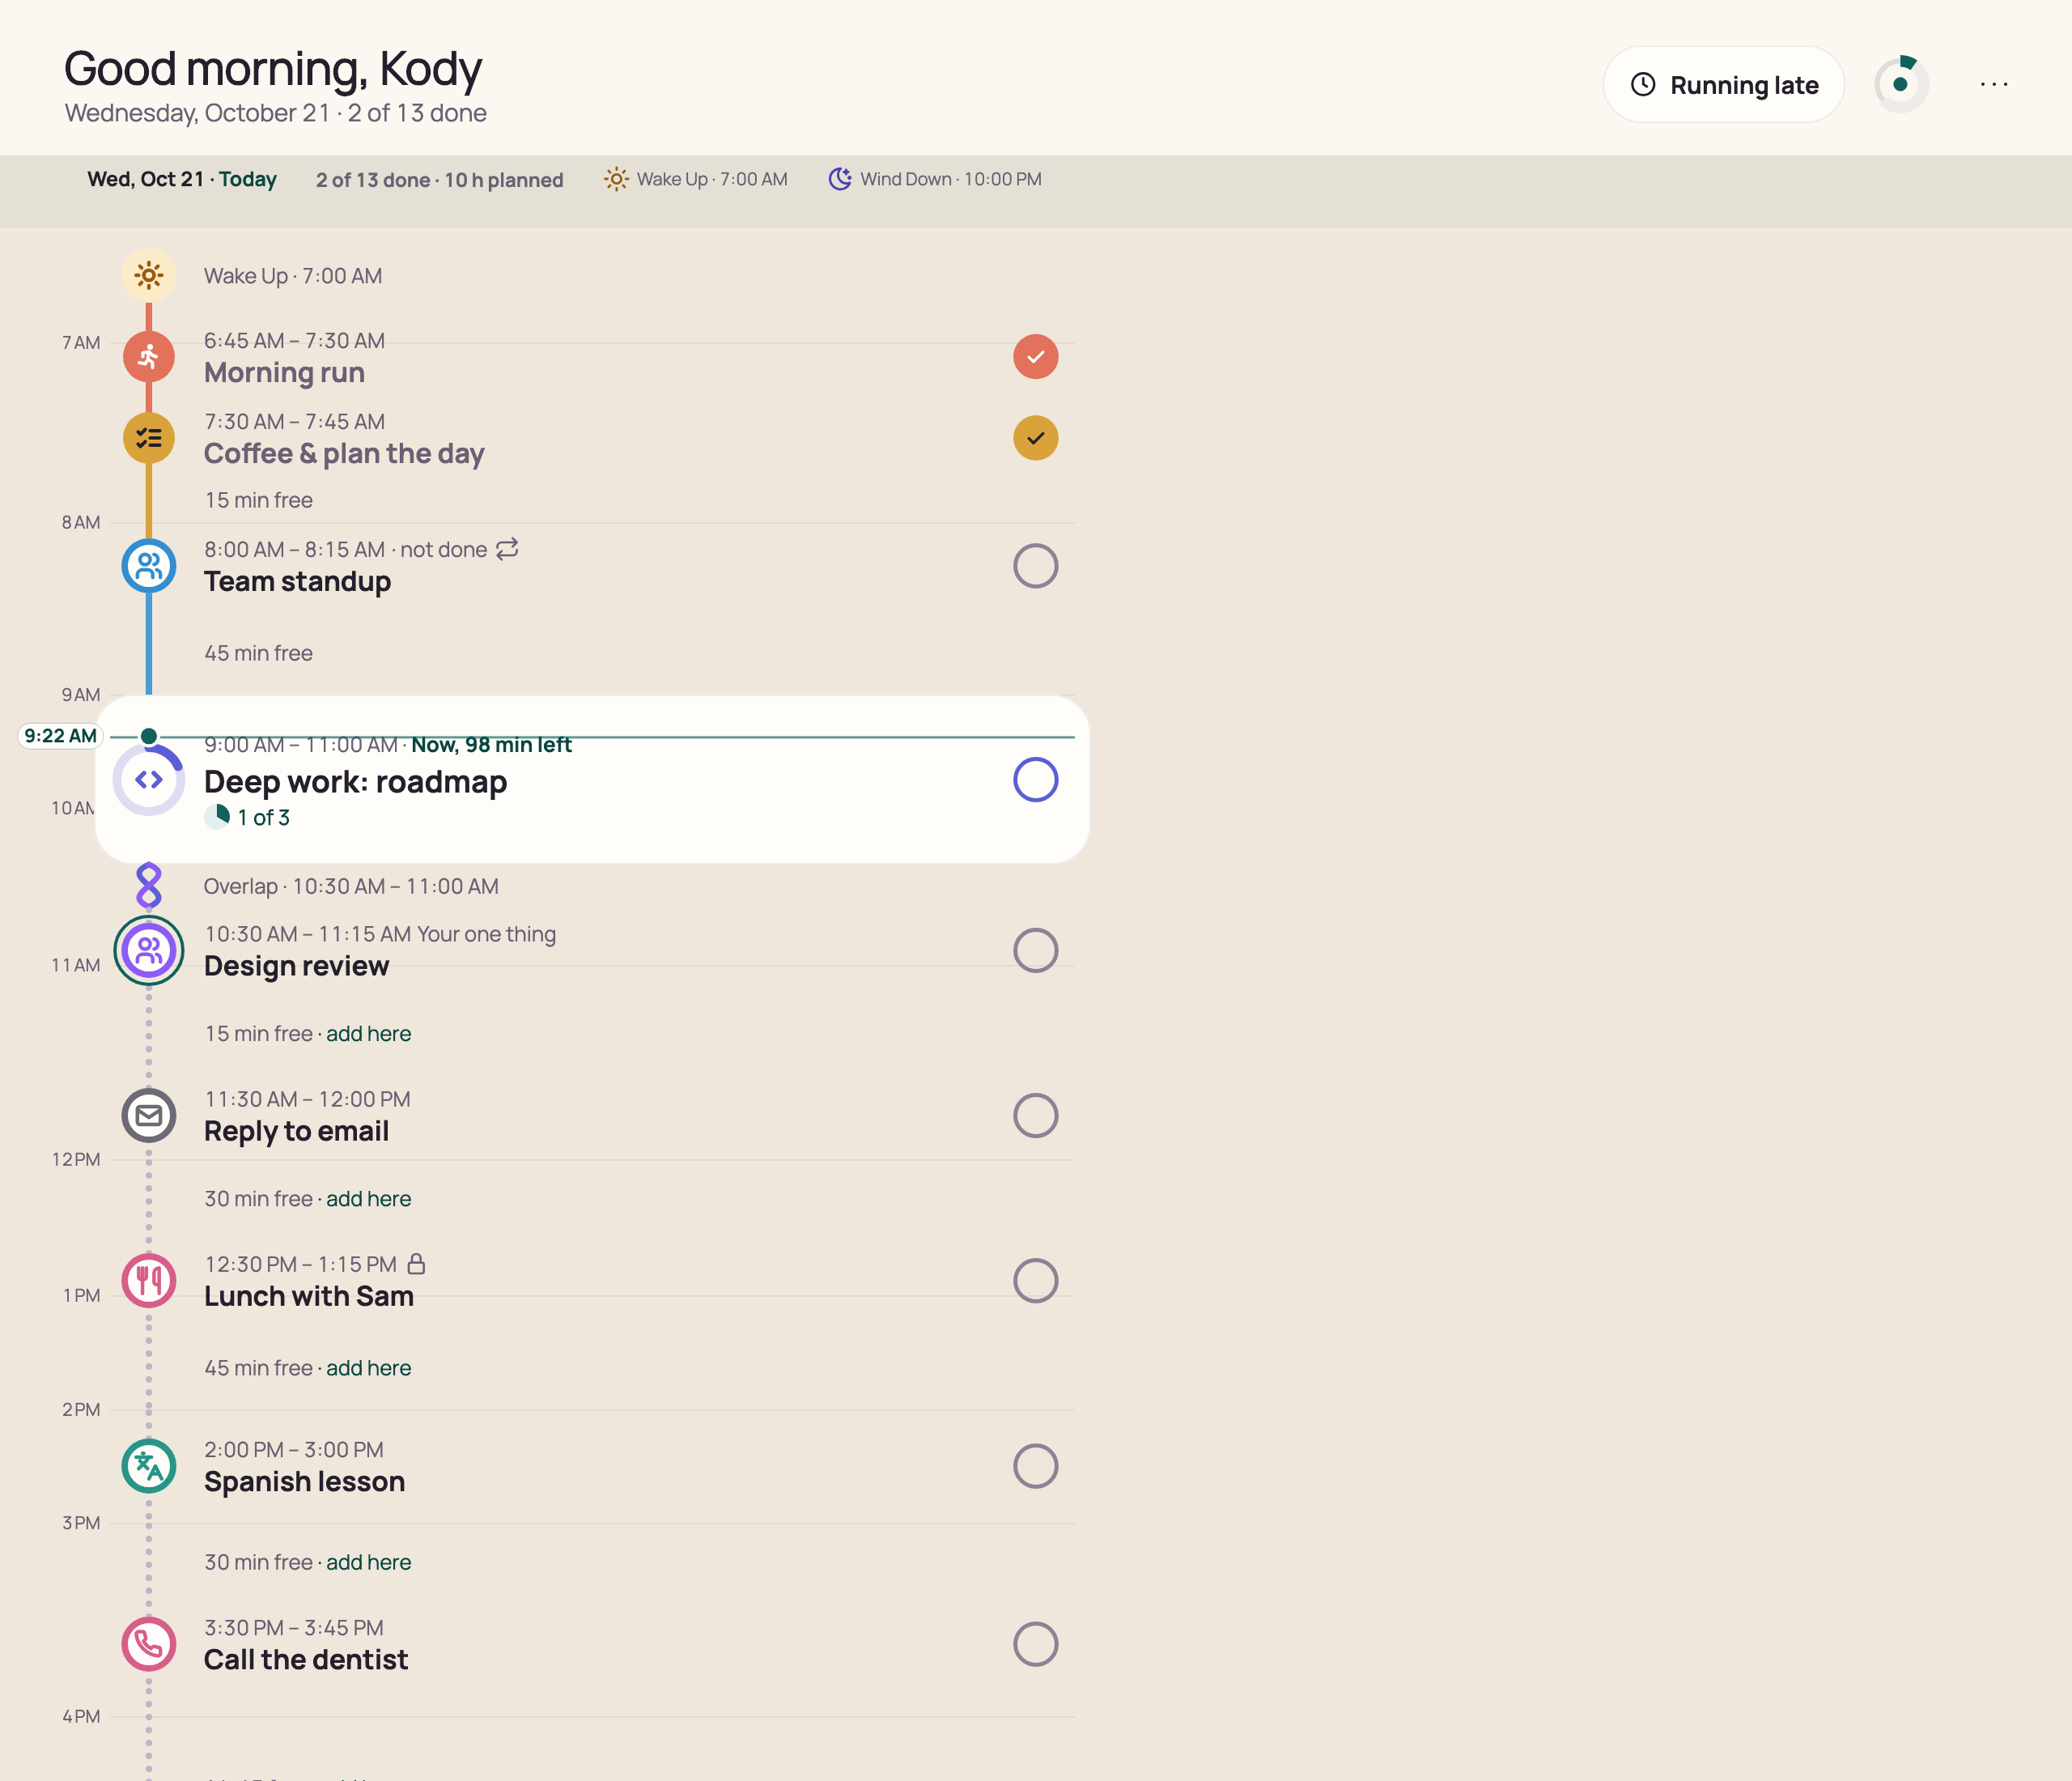 Good morning, Kody
Wednesday, October 21 · 2 of 13 done
Running late
Wed, Oct 21 · Today
2 of 13 done · 10 h planned
Wake Up · 7:00 AM
Wind Down · 10:00 PM
Wake Up · 7:00 AM
7 AM
6:45 AM – 7:30 AM
Morning run
7:30 AM – 7:45 AM
Coffee & plan the day
15 min free
8 AM
8:00 AM – 8:15 AM · not done
Team standup
45 min free
9 AM
9:22 AM
9:00 AM – 11:00 AM · Now, 98 min left
Deep work: roadmap
10 AM
1 of 3
Overlap · 10:30 AM – 11:00 AM
10:30 AM – 11:15 AM Your one thing
11 AM
Design review
15 min free · add here
11:30 AM – 12:00 PM
Reply to email
12 PM
30 min free · add here
12:30 PM – 1:15 PM
1 PM
Lunch with Sam
45 min free · add here
2 PM
2:00 PM – 3:00 PM
Spanish lesson
3 PM
30 min free · add here
3:30 PM – 3:45 PM
Call the dentist
4 PM